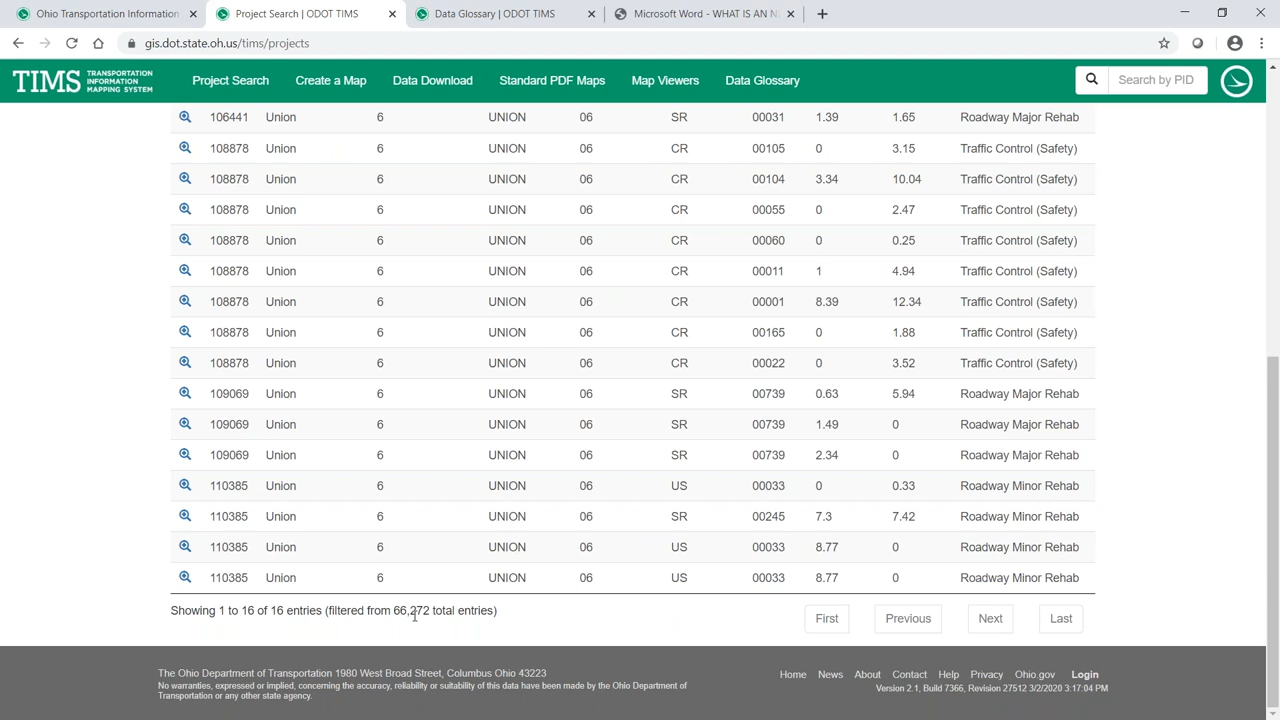 Ohio Transportation Information
Project Search | ODOT TIMS
Data Glossary | ODOT TIMS
Microsoft Word - WHAT IS AN N
gis.dot.state.oh.us/tims/projects
TIMS TRANSPORTATION INFORMATION MAPPING SYSTEM
Project Search Create a Map Data Download Standard PDF Maps Map Viewers Data Glossary Search by PID
106441 Union 6 UNION 06 SR 00031 1.39 1.65 Roadway Major Rehab
108878 Union 6 UNION 06 CR 00105 0 3.15 Traffic Control (Safety)
108878 Union 6 UNION 06 CR 00104 3.34 10.04 Traffic Control (Safety)
108878 Union 6 UNION 06 CR 00055 0 2.47 Traffic Control (Safety)
108878 Union 6 UNION 06 CR 00060 0 0.25 Traffic Control (Safety)
108878 Union 6 UNION 06 CR 00011 1 4.94 Traffic Control (Safety)
108878 Union 6 UNION 06 CR 00001 8.39 12.34 Traffic Control (Safety)
108878 Union 6 UNION 06 CR 00165 0 1.88 Traffic Control (Safety)
108878 Union 6 UNION 06 CR 00022 0 3.52 Traffic Control (Safety)
109069 Union 6 UNION 06 SR 00739 0.63 5.94 Roadway Major Rehab
109069 Union 6 UNION 06 SR 00739 1.49 0 Roadway Major Rehab
109069 Union 6 UNION 06 SR 00739 2.34 0 Roadway Major Rehab
110385 Union 6 UNION 06 US 00033 0 0.33 Roadway Minor Rehab
110385 Union 6 UNION 06 SR 00245 7.3 7.42 Roadway Minor Rehab
110385 Union 6 UNION 06 US 00033 8.77 0 Roadway Minor Rehab
110385 Union 6 UNION 06 US 00033 8.77 0 Roadway Minor Rehab
Showing 1 to 16 of 16 entries (filtered from 66,272 total entries) First Previous Next Last
The Ohio Department of Transportation 1980 West Broad Street, Columbus Ohio 43223
No warranties, expressed or implied, concerning the accuracy, reliability or suitability of this data have been made by the Ohio Department of
Transportation or any other state agency.
Home News About Contact Help Privacy Ohio.gov Login
Version 2.1, Build 7366, Revision 27512 3/2/2020 3:17:04 PM